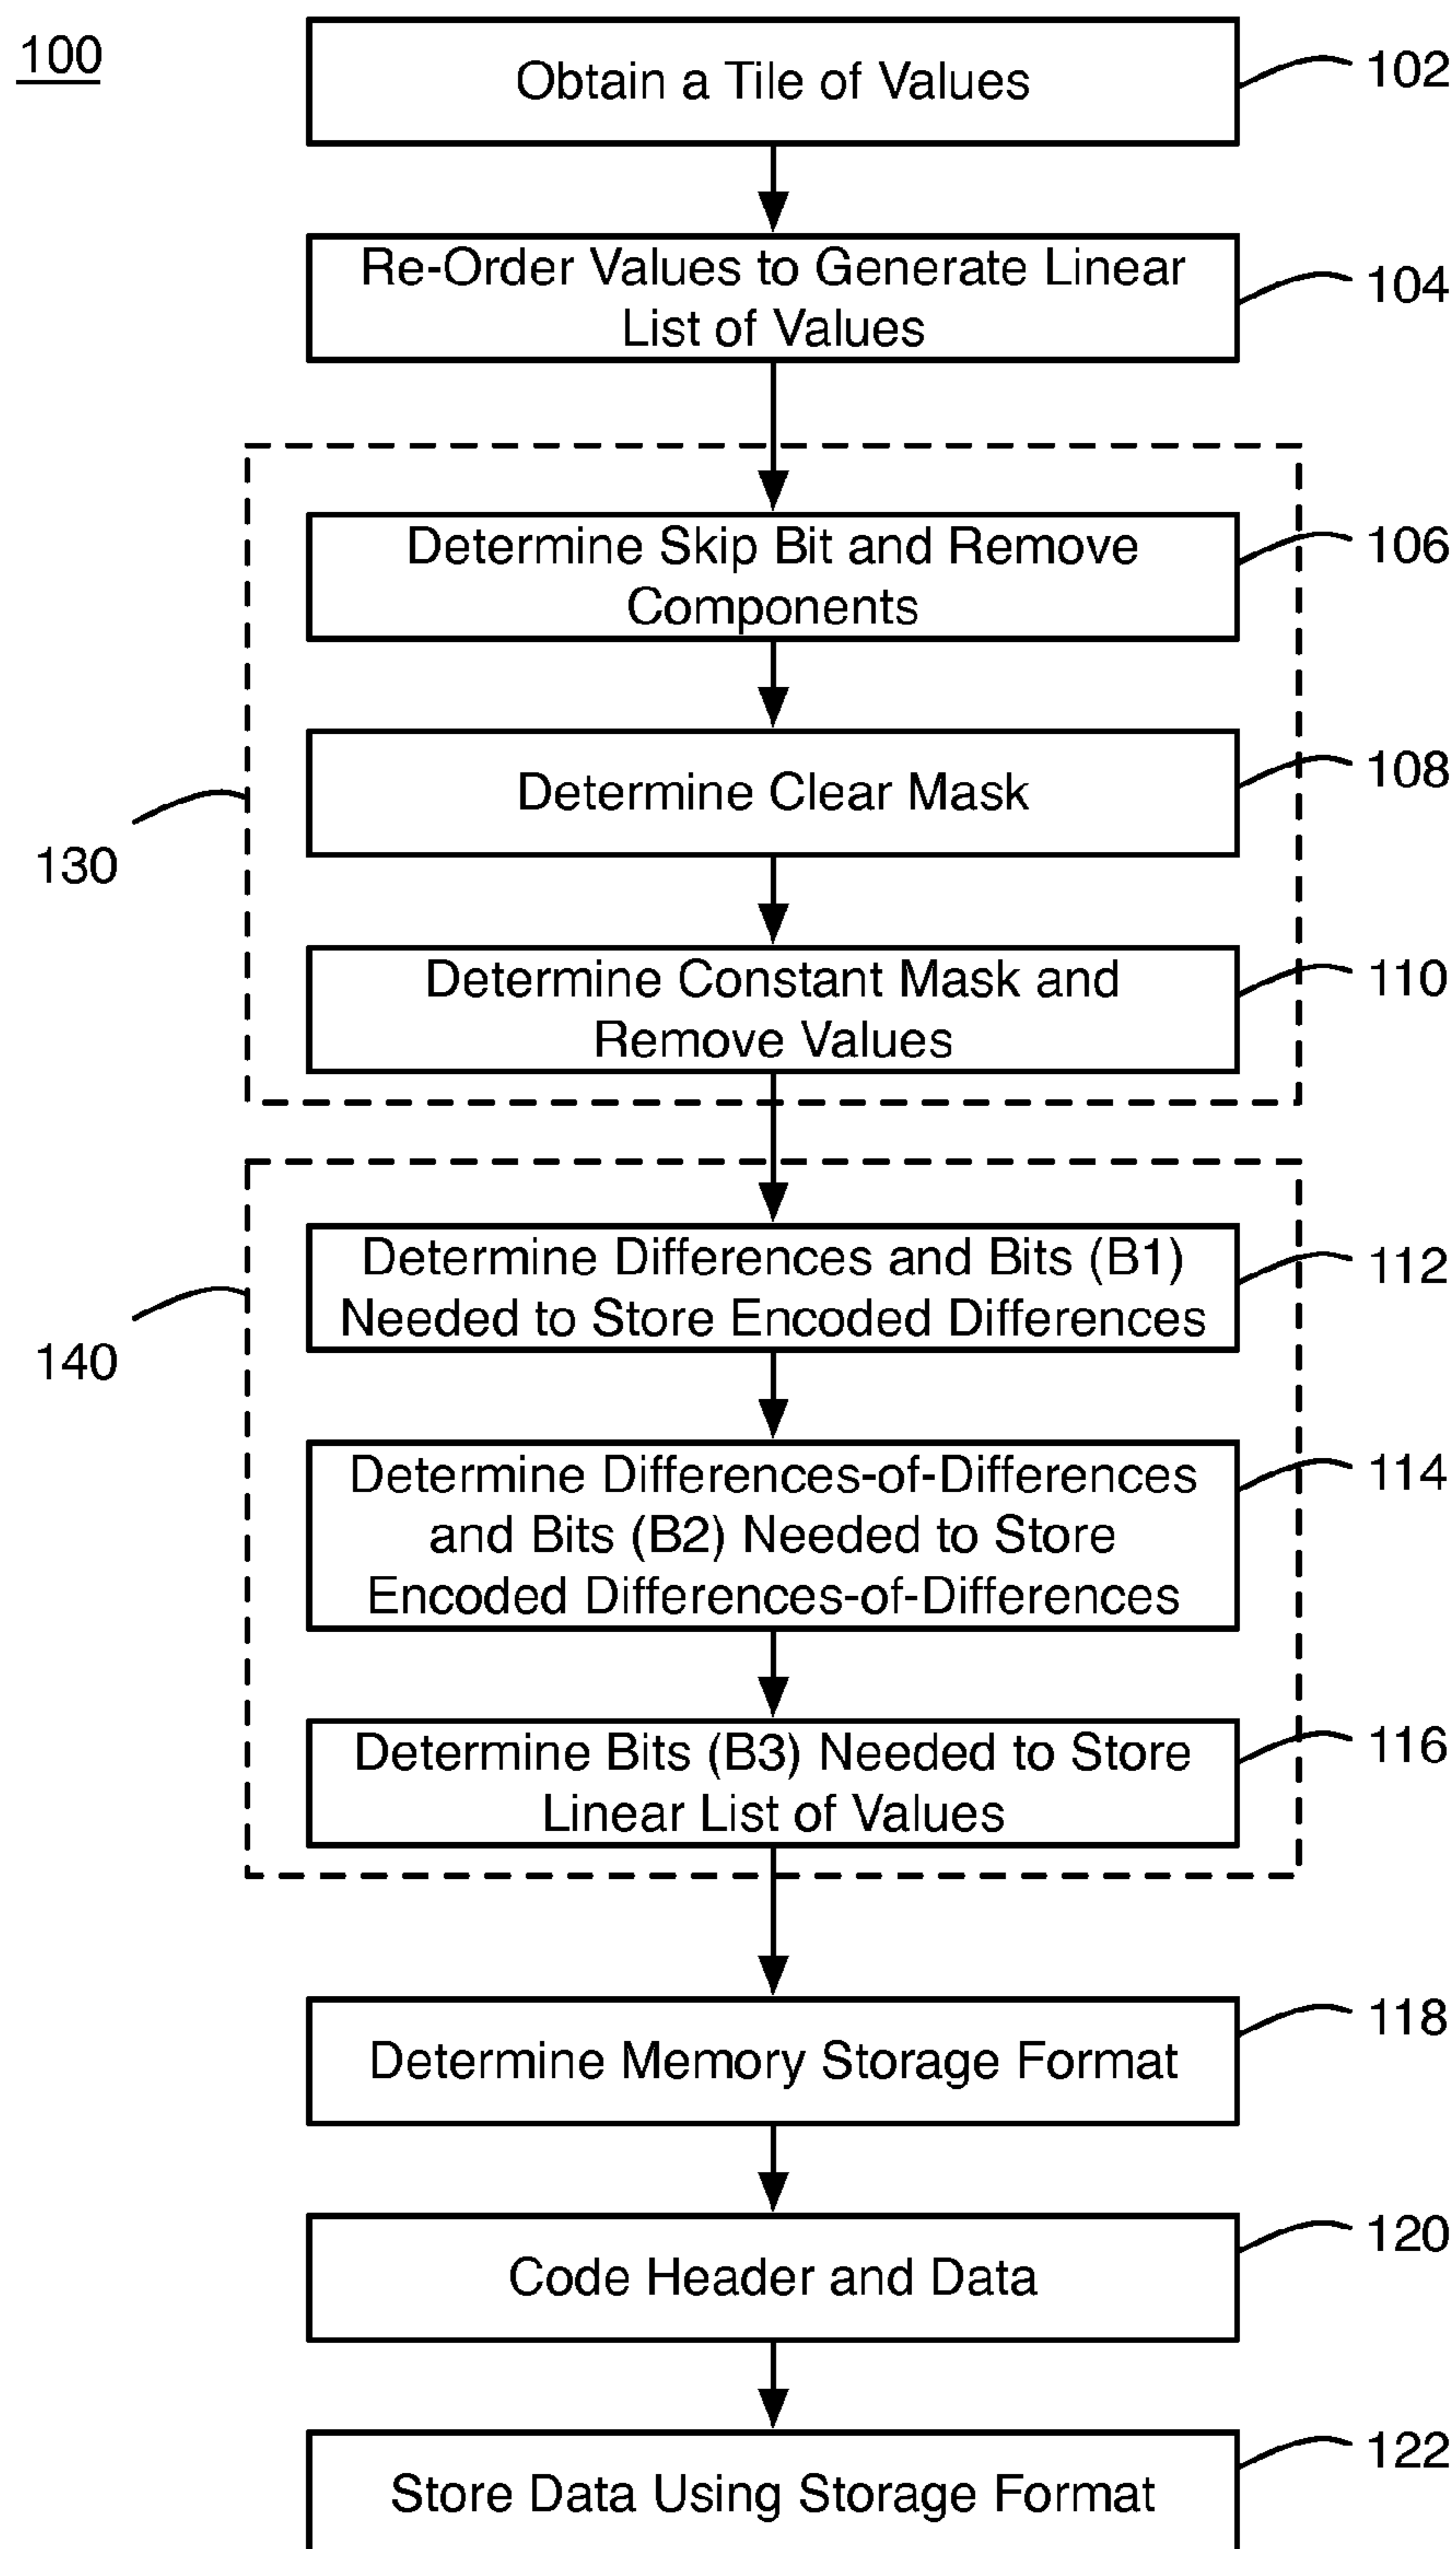 100
Obtain a Tile of Values
102
Re-Order Values to Generate Linear
List of Values
104
Determine Skip Bit and Remove
Components
106
Determine Clear Mask
108
130
Determine Constant Mask and
Remove Values
110
Determine Differences and Bits (B1)
Needed to Store Encoded Differences
112
140
Determine Differences-of-Differences
and Bits (B2) Needed to Store
Encoded Differences-of-Differences
114
Determine Bits (B3) Needed to Store
Linear List of Values
116
Determine Memory Storage Format
118
Code Header and Data
120
Store Data Using Storage Format
122